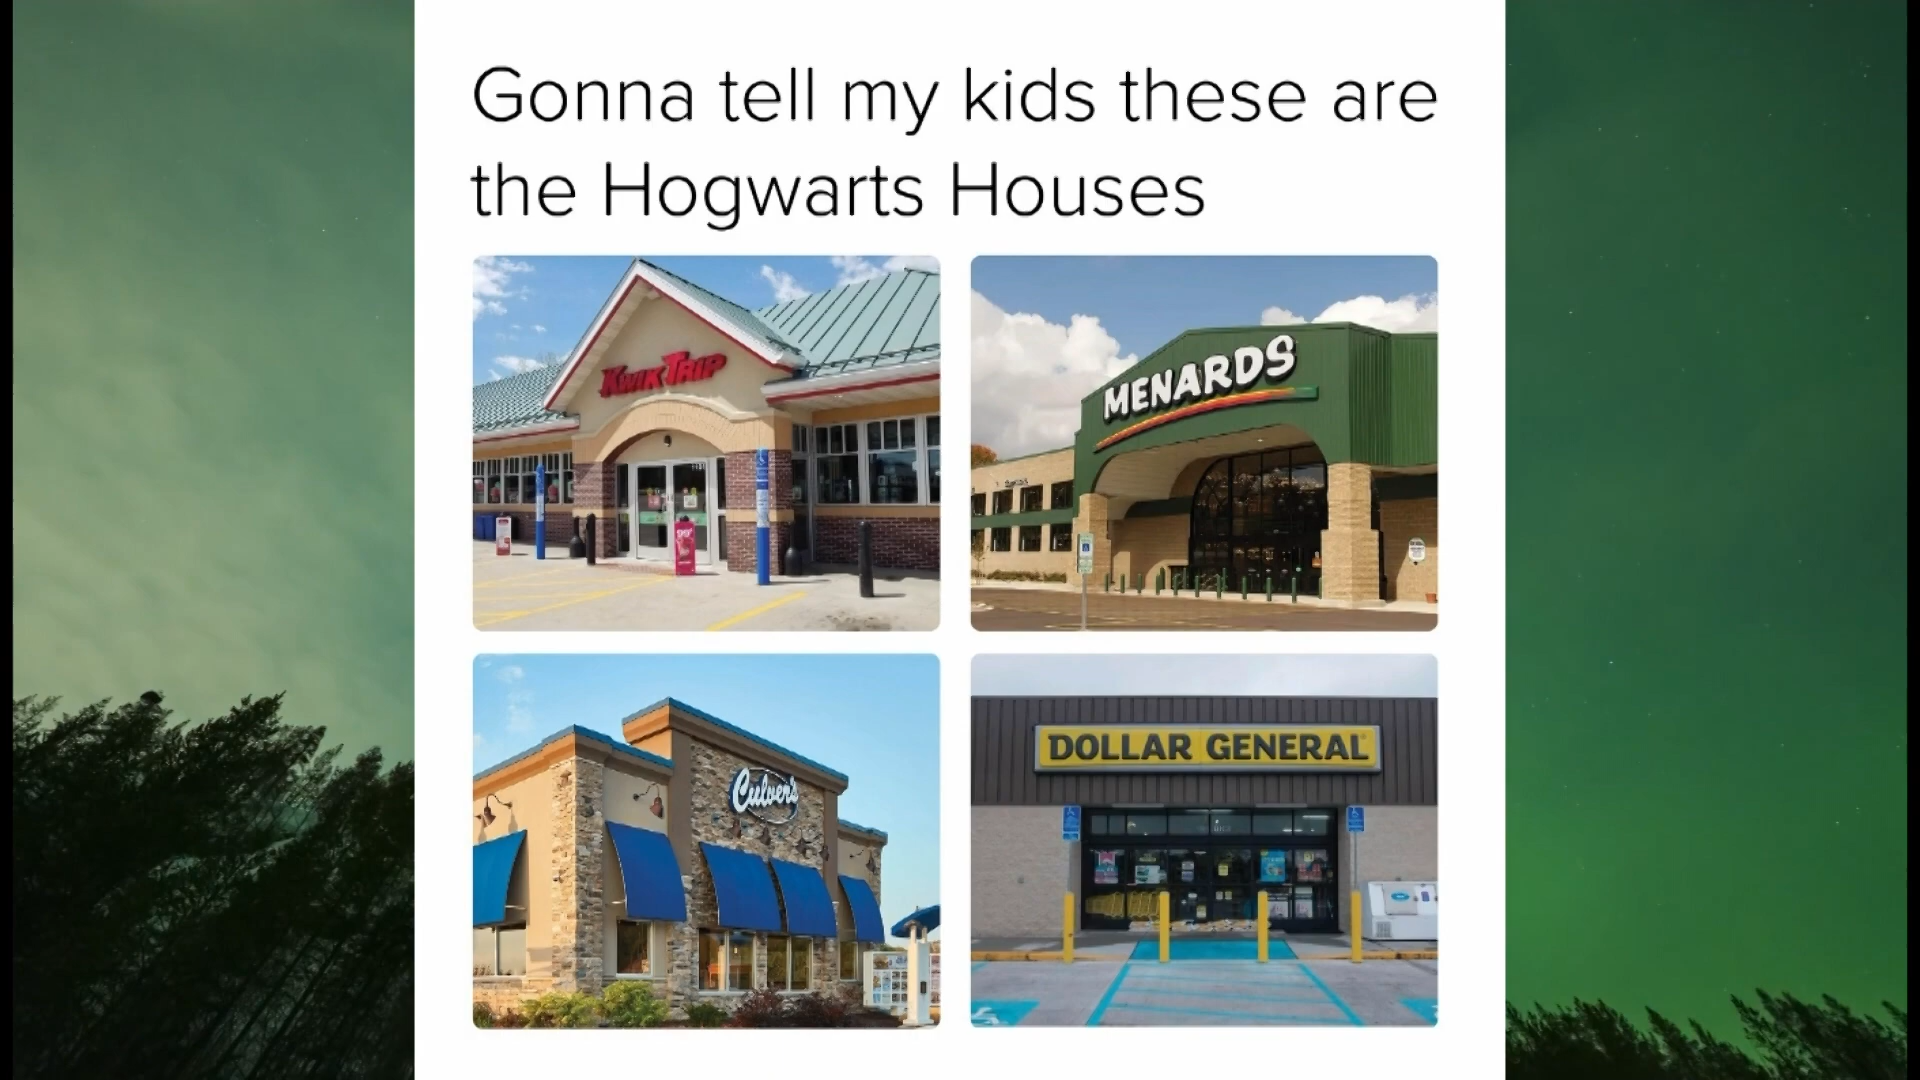 Gonna tell my kids these are
the Hogwarts Houses
KWIK TRIP
MENARDS
Culver's
DOLLAR GENERAL